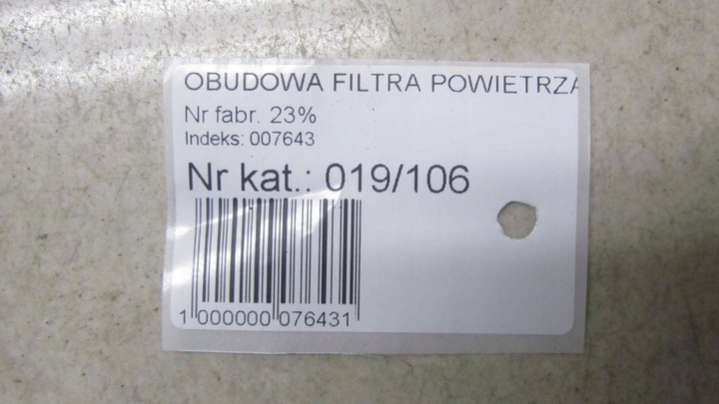 OBUDOWA FILTRA POWIETRZA
Nr fabr. 23%
Indeks: 007643
Nr kat.: 019/106
1 000000 076431